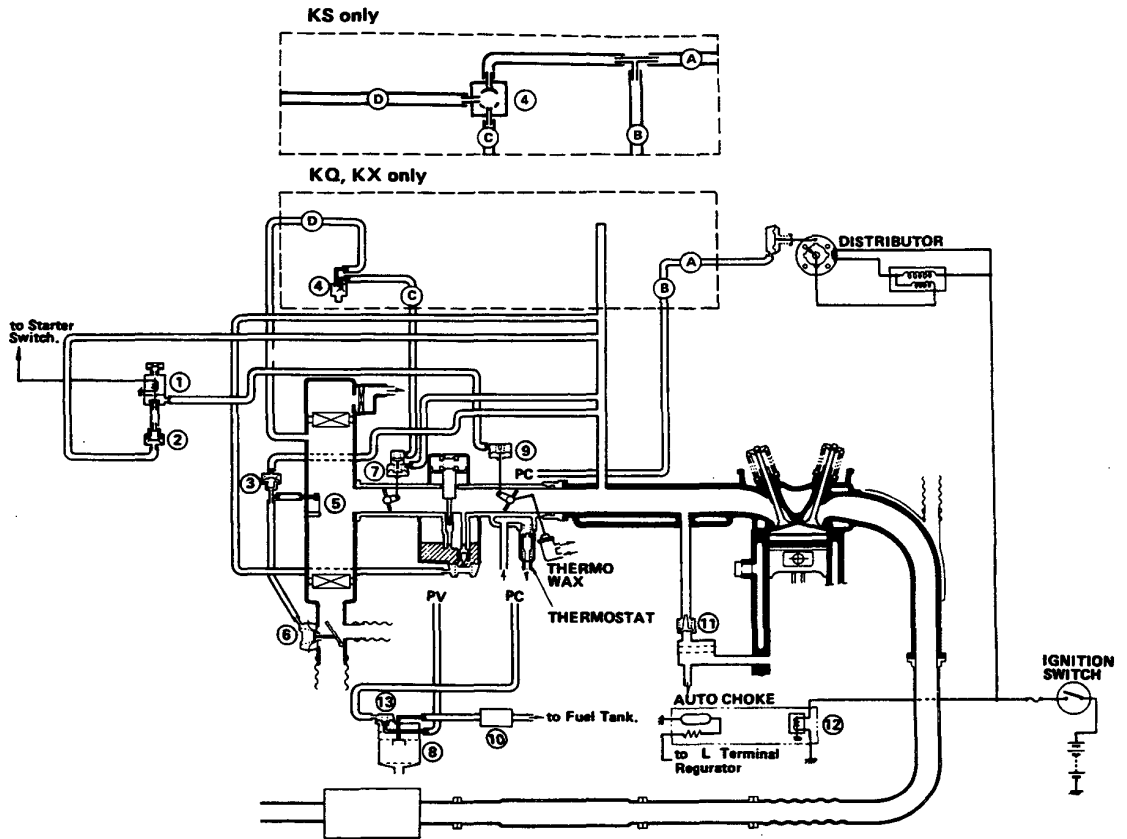 KS only
A
D
4
C
B
KQ, KX only
D
A
DISTRIBUTOR
4
C
B
to Starter
Switch.
1
2
9
7
PC
3
5
THERMO
WAX
PV
PC
THERMOSTAT
6
11
IGNITION
SWITCH
AUTO CHOKE
13
to Fuel Tank.
12
10
8
to L Terminal
Regurator